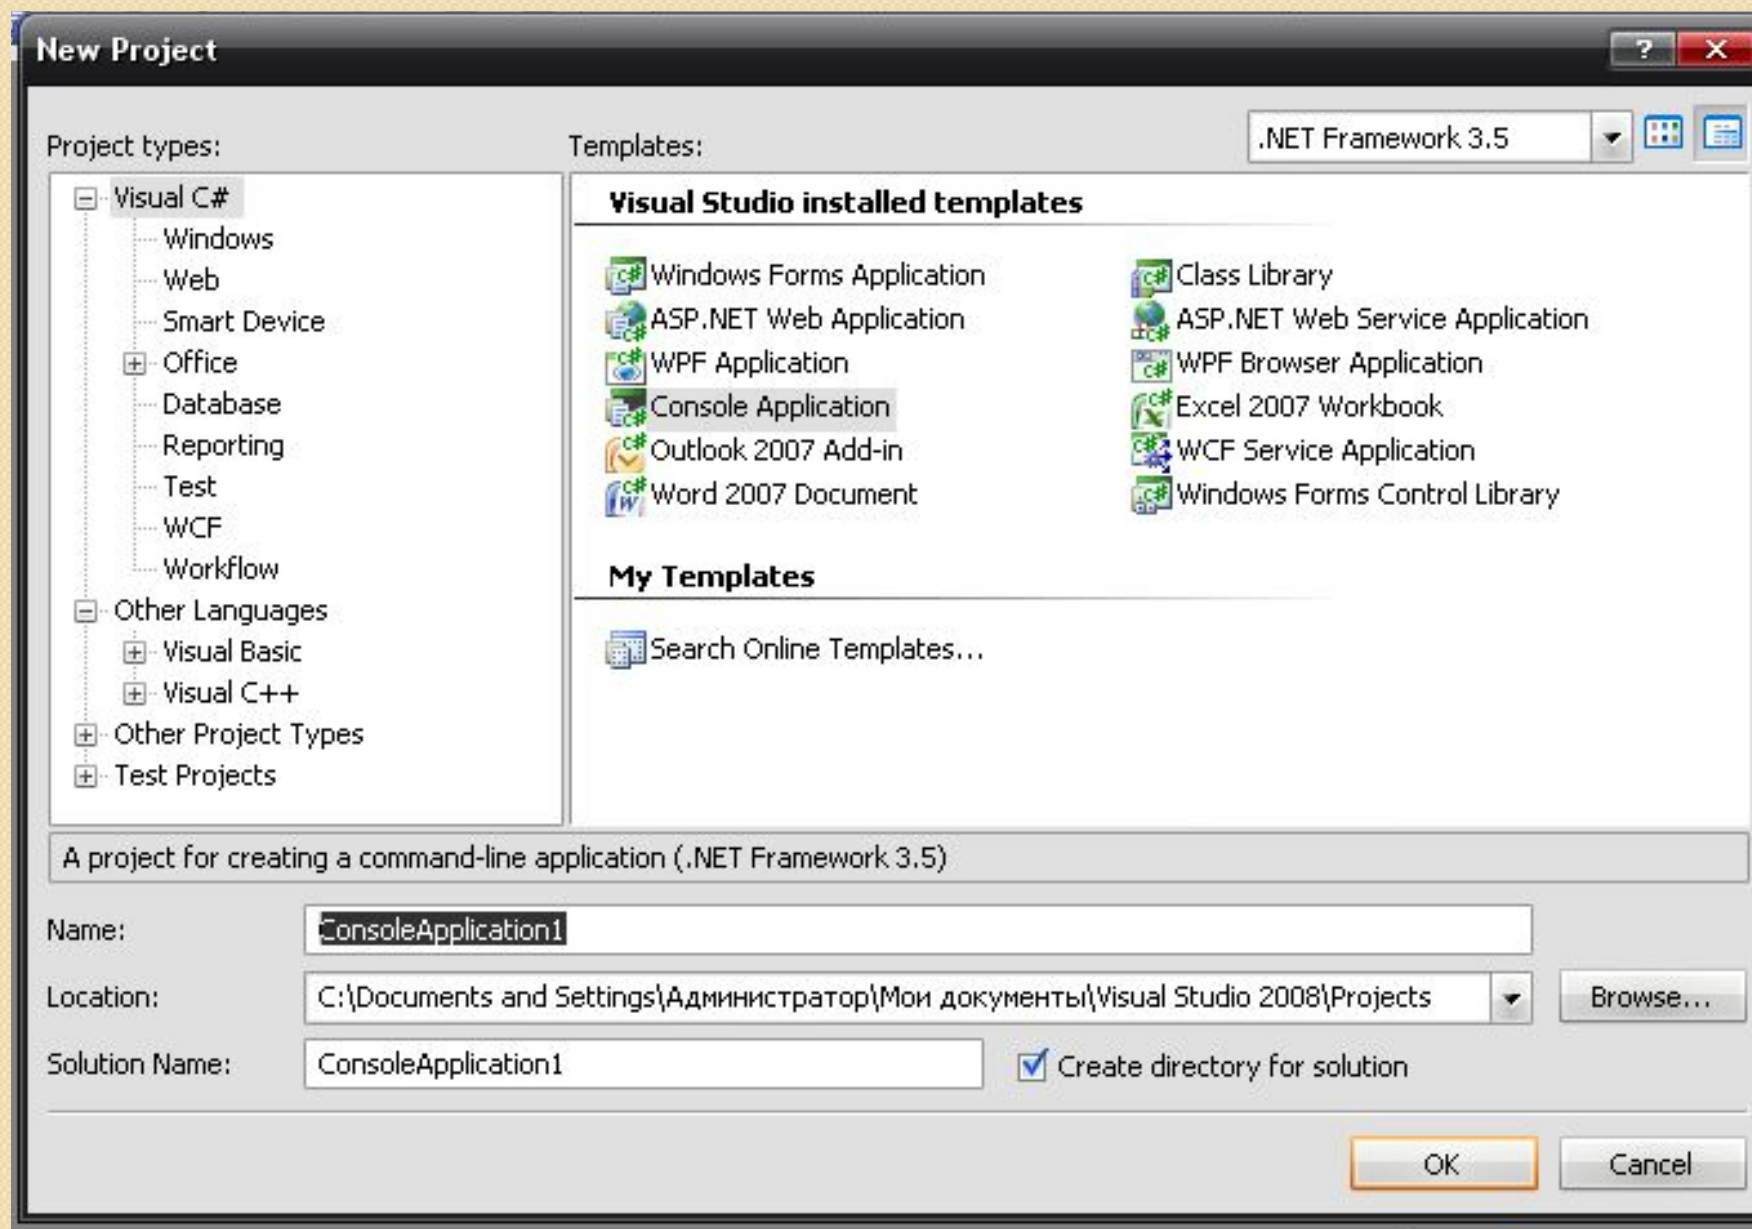 New Project
Project types:
Templates:
.NET Framework 3.5
Visual C#
Windows
Web
Smart Device
Office
Database
Reporting
Test
WCF
Workflow
Other Languages
Visual Basic
Visual C++
Other Project Types
Test Projects
Visual Studio installed templates
Windows Forms Application
Class Library
ASP.NET Web Application
ASP.NET Web Service Application
WPF Application
WPF Browser Application
Console Application
Excel 2007 Workbook
Outlook 2007 Add-in
WCF Service Application
Word 2007 Document
Windows Forms Control Library
My Templates
Search Online Templates...
A project for creating a command-line application (.NET Framework 3.5)
Name:
ConsoleApplication1
Location:
C:\Documents and Settings\Администратор\Мои документы\Visual Studio 2008\Projects
Browse...
Solution Name:
ConsoleApplication1
Create directory for solution
OK
Cancel